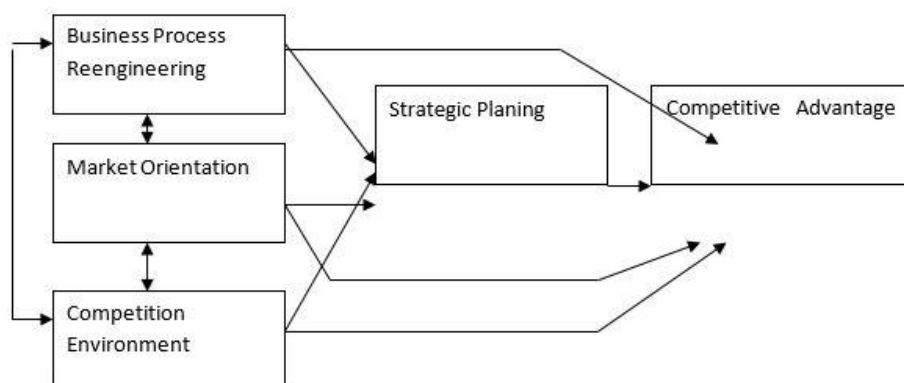 Business Process
Reengineering
Strategic Planing
Competitive Advantage
Market Orientation
Competition
Environment